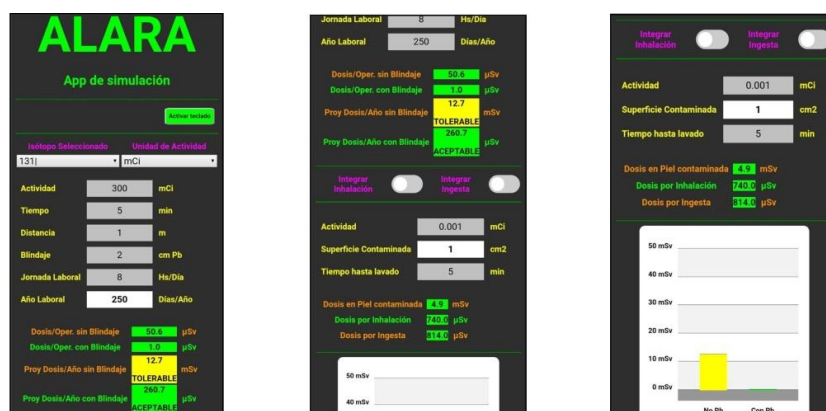 ALARA
App de simulación
Activar teclado
Isótopo Seleccionado Unidad de Actividad
131| mCi
Actividad 300 mCi
Tiempo 5 min
Distancia 1 m
Blindaje 2 cm Pb
Jornada Laboral 8 Hs/Día
Año Laboral 250 Días/Año
Dosis/Oper. sin Blindaje 50.6 µSv
Dosis/Oper. con Blindaje 1.0 µSv
Proy Dosis/Año sin Blindaje 12.7 TOLERABLE mSv
Proy Dosis/Año con Blindaje 260.7 ACEPTABLE µSv
Jornada Laboral 8 Hs/Día
Año Laboral 250 Días/Año
Dosis/Oper. sin Blindaje 50.6 µSv
Dosis/Oper. con Blindaje 1.0 µSv
Proy Dosis/Año sin Blindaje 12.7 TOLERABLE mSv
Proy Dosis/Año con Blindaje 260.7 ACEPTABLE µSv
Integrar Inhalación Integrar Ingesta
Actividad 0.001 mCi
Superficie Contaminada 1 cm2
Tiempo hasta lavado 5 min
Dosis en Piel contaminada 4.9 mSv
Dosis por Inhalación 740.0 µSv
Dosis por Ingesta 814.0 µSv
50 mSv
40 mSv
Integrar Inhalación Integrar Ingesta
Actividad 0.001 mCi
Superficie Contaminada 1 cm2
Tiempo hasta lavado 5 min
Dosis en Piel contaminada 4.9 mSv
Dosis por Inhalación 740.0 µSv
Dosis por Ingesta 814.0 µSv
50 mSv
40 mSv
30 mSv
20 mSv
10 mSv
0 mSv
No Pb Con Pb